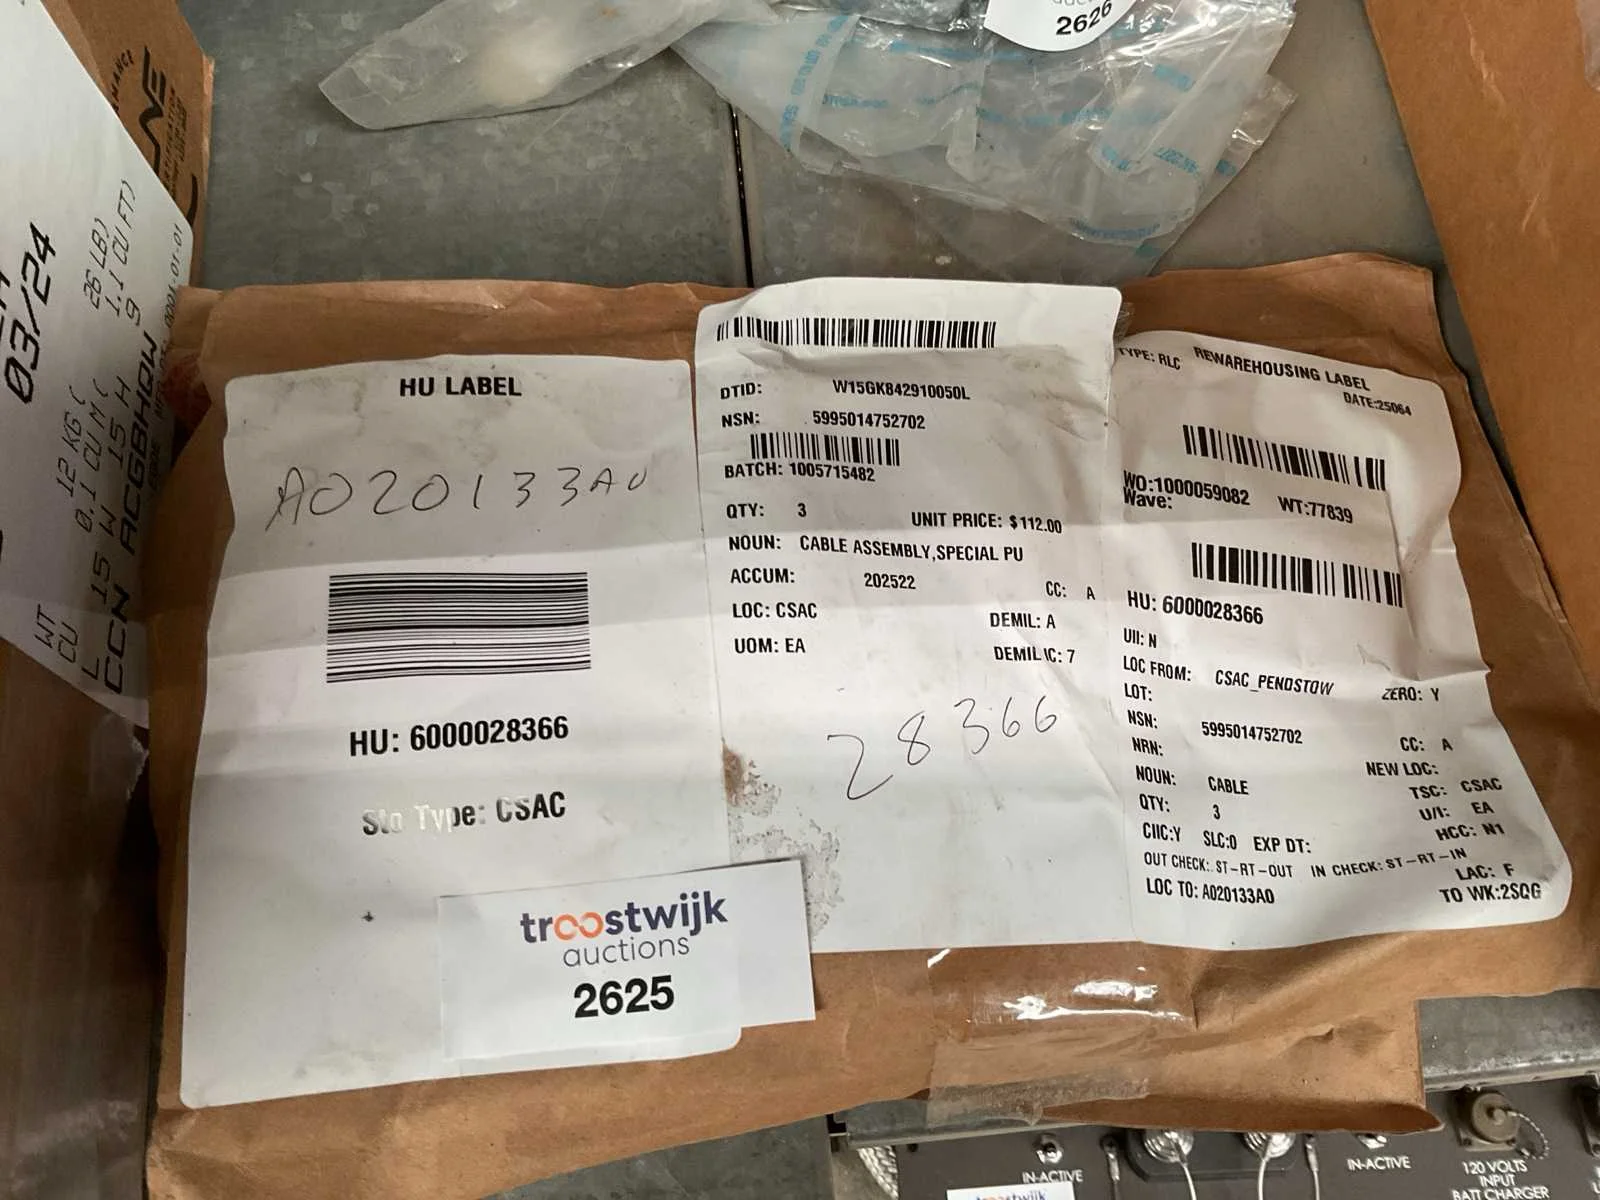 2626
03/24
26 LB)
1.1 CU FT)
WT 12 KG (
CU 0.1 CU M (
L 15 W 15 H 9
CCN ACGBHQW
HU LABEL
A020133A0
HU: 6000028366
Sto Type: CSAC
troostwijk
auctions
2625
DTID: W15GK842910050L
NSN: 5995014752702
BATCH: 1005715482
QTY: 3 UNIT PRICE: $112.00
NOUN: CABLE ASSEMBLY,SPECIAL PU
ACCUM: 202522 CC: A
LOC: CSAC DEMIL: A
UOM: EA DEMIL IC: 7
28366
TYPE: RLC REWAREHOUSING LABEL
DATE:25064
WO:1000059082 WT:77839
Wave:
HU: 6000028366
UII: N
LOC FROM: CSAC_PENDSTOW ZERO: Y
LOT:
NSN: 5995014752702 CC: A
NRN: NEW LOC:
NOUN: CABLE TSC: CSAC
QTY: 3 U/I: EA
CIIC:Y SLC:0 EXP DT: HCC: N1
OUT CHECK: ST-RT-OUT IN CHECK: ST-RT-IN
LAC: F
LOC TO: A020133A0 TO WK:2SQG
IN-ACTIVE
IN-ACTIVE
120 VOLTS
INPUT
BATT CHARGER
troostwijk